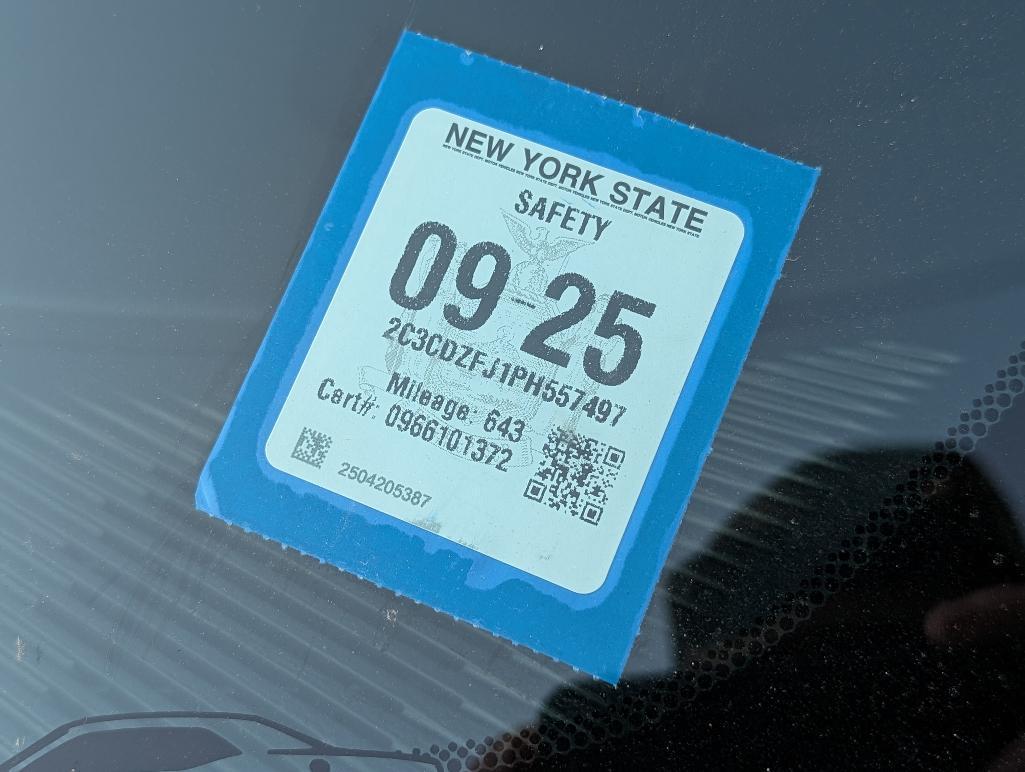 NEW YORK STATE
SAFETY
09 25
2C3CDZFJ1PH557497
Mileage: 643
Cert#: 0966101372
2504205387